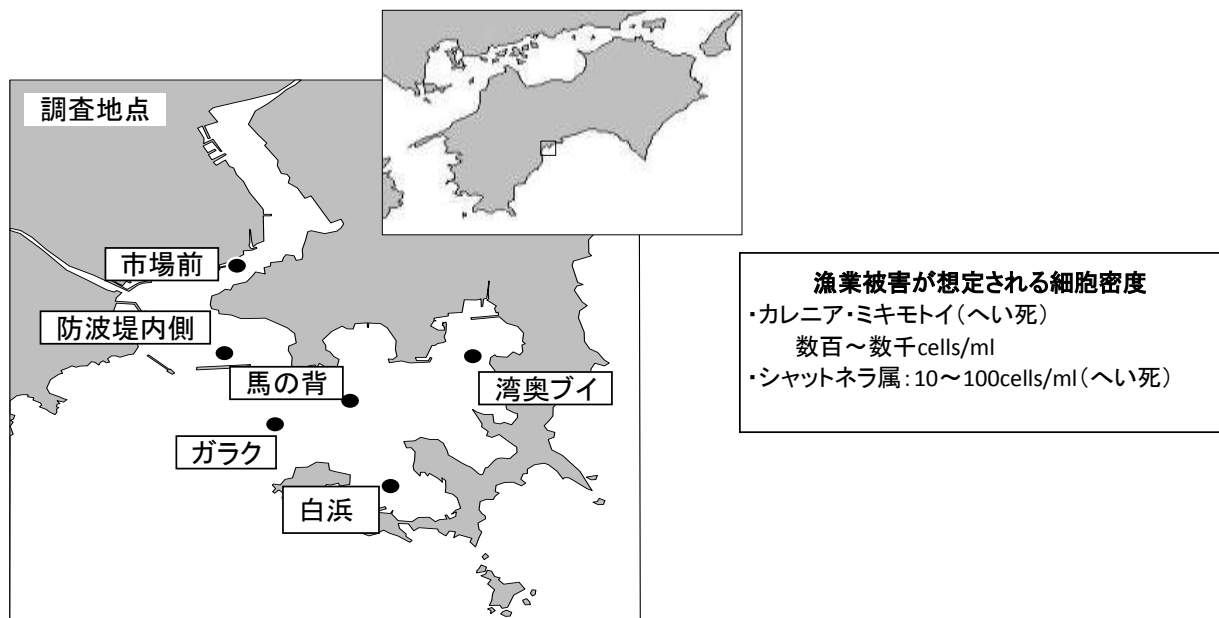 調査地点
市場前
防波堤内側
馬の背
湾奥ブイ
ガラク
白浜
漁業被害が想定される細胞密度
・カレニア・ミキモトイ(へい死)
数百~数千cells/ml
・シャットネラ属:10~100cells/ml(へい死)